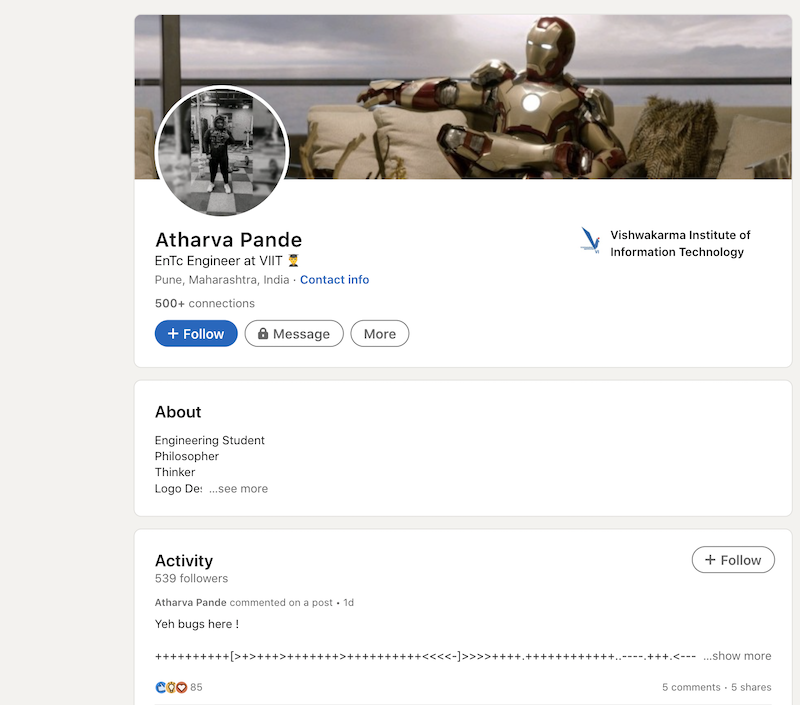 Atharva Pande
EnTc Engineer at VIIT 👨‍🎓
Pune, Maharashtra, India · Contact info
500+ connections
+ Follow
Message
More
Vishwakarma Institute of
Information Technology
About
Engineering Student
Philosopher
Thinker
Logo Des ...see more
Activity
539 followers
+ Follow
Atharva Pande commented on a post • 1d
Yeh bugs here !
++++++++++[>+>+++>+++++++>++++++++++<<<<-]>>>>++++.++++++++++++..----.+++.<--- ...show more
85
5 comments • 5 shares